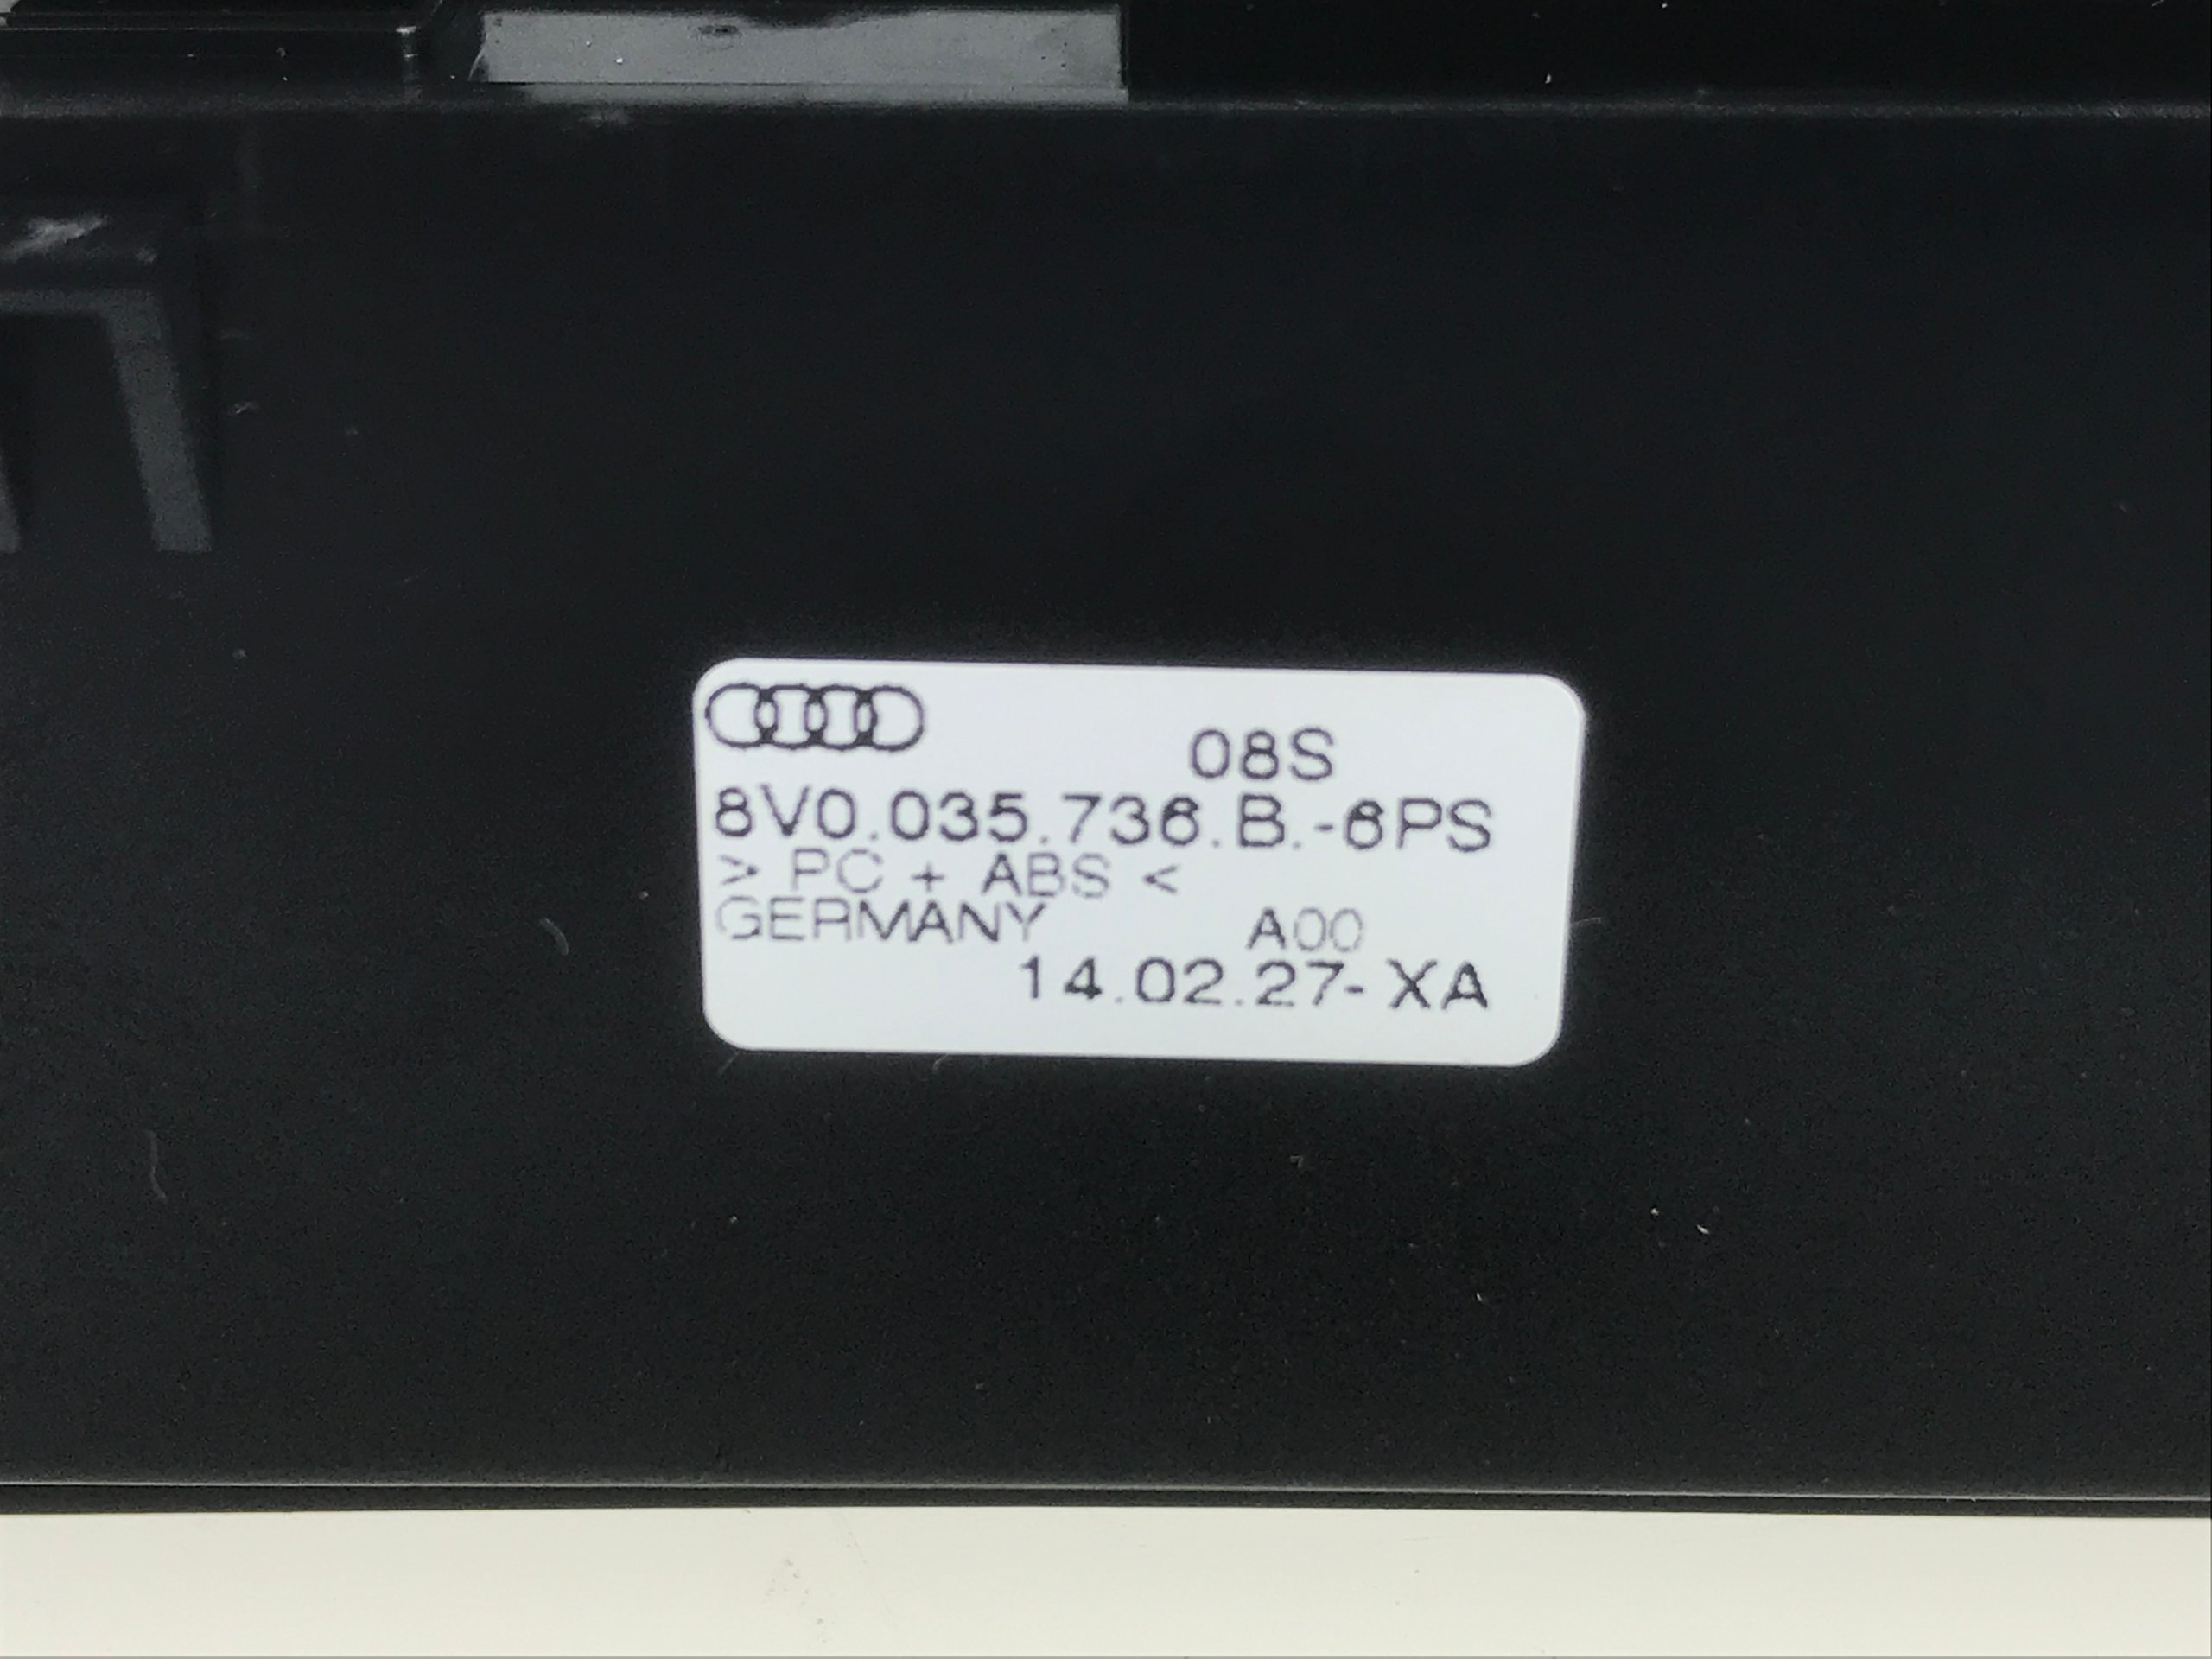 08S
8V0.035.736.B.-6PS
> PC + ABS <
GERMANY A00
14.02.27-XA